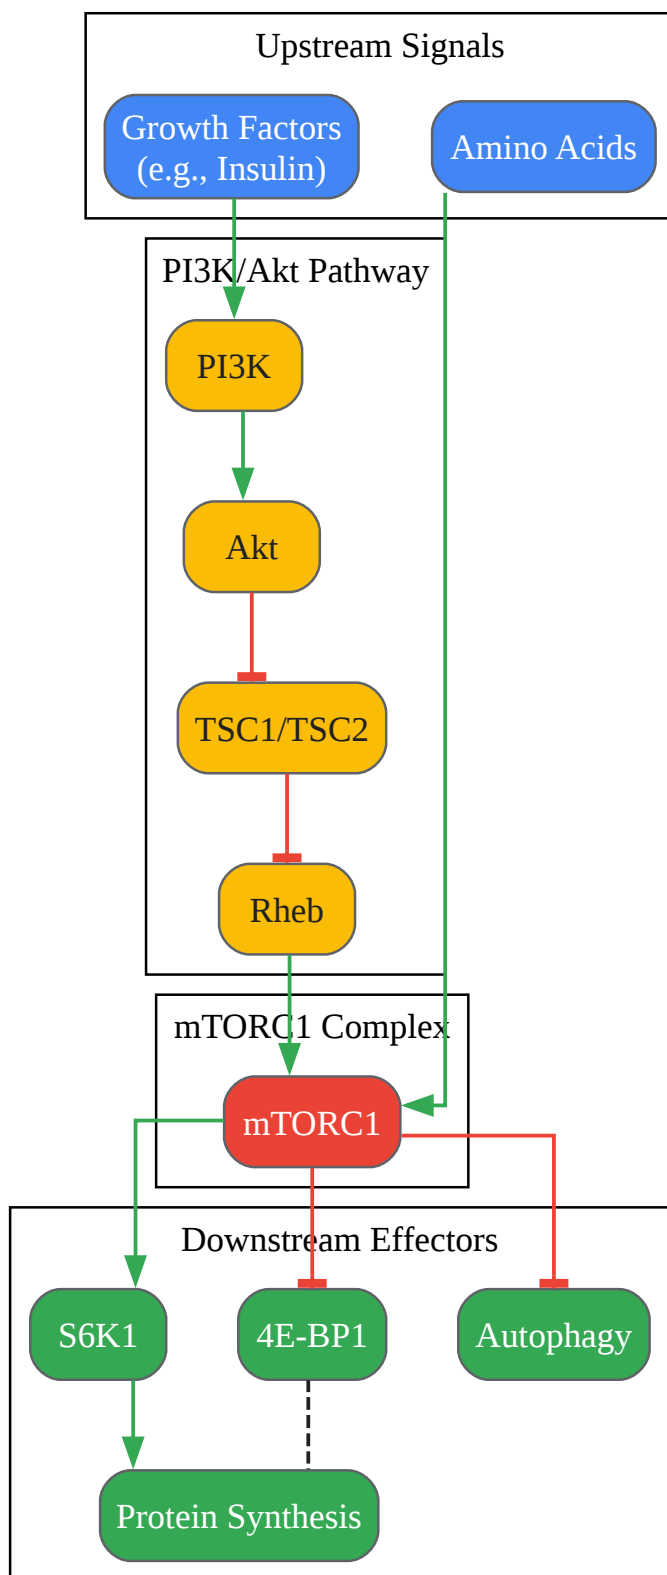 Upstream Signals
Growth Factors
(e.g., Insulin)
Amino Acids
PI3K/Akt Pathway
PI3K
Akt
TSC1/TSC2
Rheb
mTORC1 Complex
mTORC1
Downstream Effectors
S6K1
4E-BP1
Autophagy
Protein Synthesis